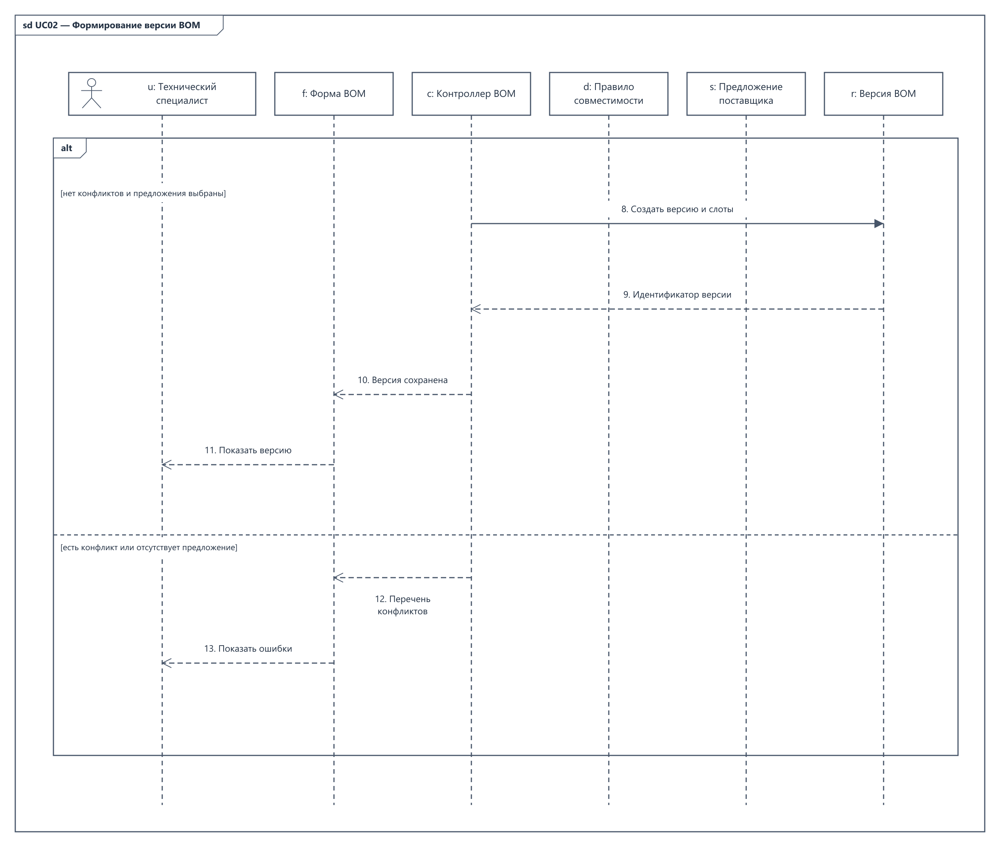 sd UC02 — Формирование версии BOM
u: Технический
специалист
f: Форма BOM
c: Контроллер BOM
d: Правило
совместимости
s: Предложение
поставщика
r: Версия BOM
alt
[нет конфликтов и предложения выбраны]
8. Создать версию и слоты
9. Идентификатор версии
10. Версия сохранена
11. Показать версию
[есть конфликт или отсутствует предложение]
12. Перечень
конфликтов
13. Показать ошибки